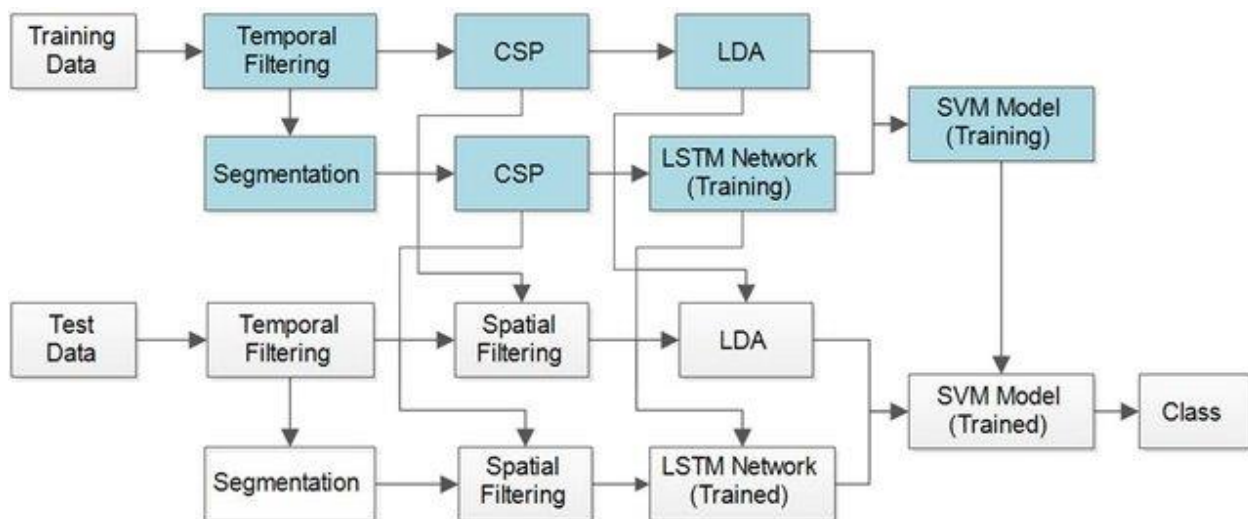 Training
Data
Temporal
Filtering
CSP
LDA
SVM Model
(Training)
Segmentation
CSP
LSTM Network
(Training)
Test
Data
Temporal
Filtering
Spatial
Filtering
LDA
SVM Model
(Trained)
Class
Segmentation
Spatial
Filtering
LSTM Network
(Trained)